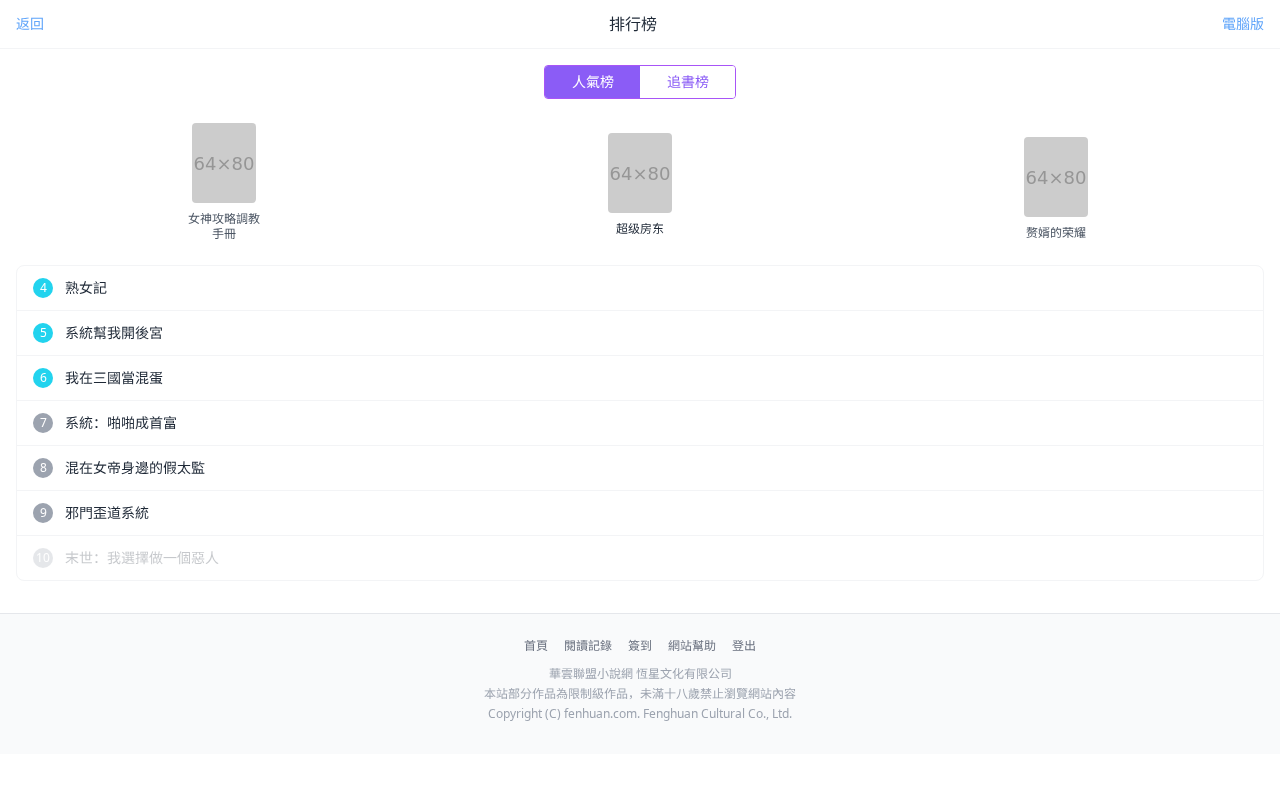 返回
排行榜
電腦版
人氣榜
追書榜
64×80
女神攻略調教
手冊
64×80
超级房东
64×80
赘婿的荣耀
4 熟女記
5 系統幫我開後宮
6 我在三國當混蛋
7 系統：啪啪成首富
8 混在女帝身邊的假太監
9 邪門歪道系統
10 末世：我選擇做一個惡人
首頁 閱讀記錄 簽到 網站幫助 登出
華雲聯盟小說網 恆星文化有限公司
本站部分作品為限制級作品，未滿十八歲禁止瀏覽網站內容
Copyright (C) fenhuan.com. Fenghuan Cultural Co., Ltd.